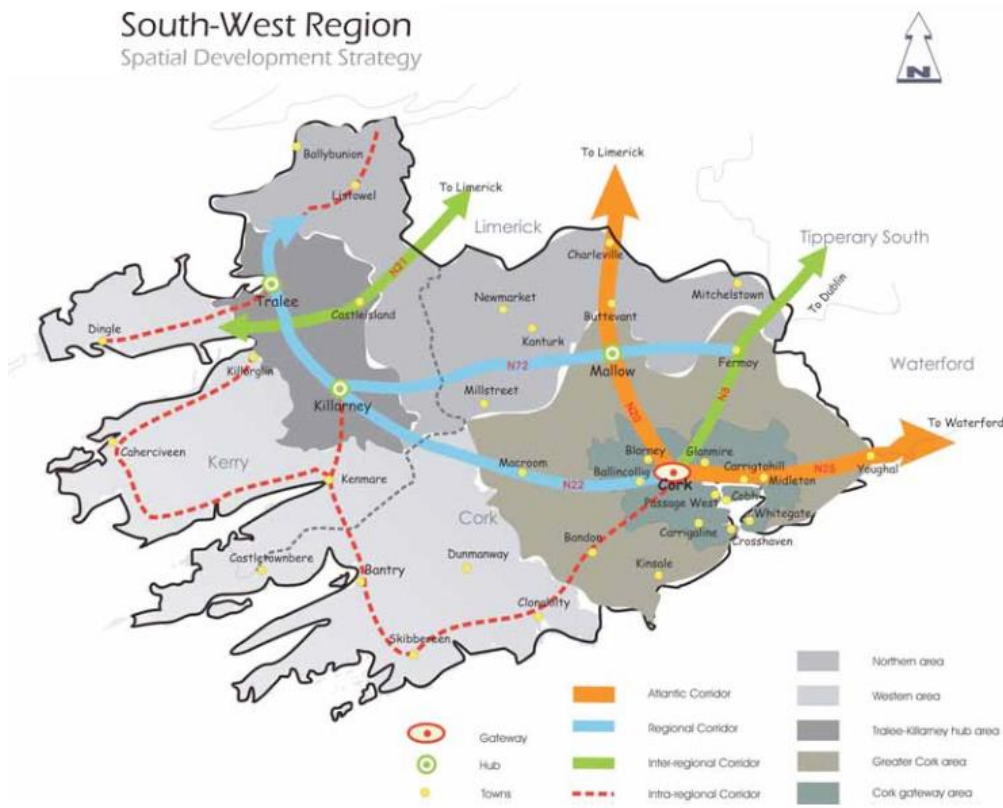 South-West Region
Spatial Development Strategy
N
Ballybunion
Listowel
To Limerick
To Limerick
Limerick
Tipperary South
N21
Charleville
To Dublin
Mitchelstown
Newmarket
Buttevant
Tralee
Castleisland
Kanturk
Dingle
Fermoy
Waterford
Killorglin
N72
Mallow
Killarney
Millstreet
N8
N20
To Waterford
Caherciveen
Kerry
Blarney
Glanmire
Macroom
Ballincollig
Cork
Carrigtohill
N25
Youghal
Kenmare
N22
Midleton
Passage West
Cobh
Cork
Whitegate
Carrigaline
Crosshaven
Castletownbere
Bantry
Dunmanway
Bandon
Kinsale
Clonakilty
Skibbereen
Gateway
Hub
Towns
Atlantic Corridor
Regional Corridor
Inter-regional Corridor
Intra-regional Corridor
Northern area
Western area
Tralee-Killarney hub area
Greater Cork area
Cork gateway area